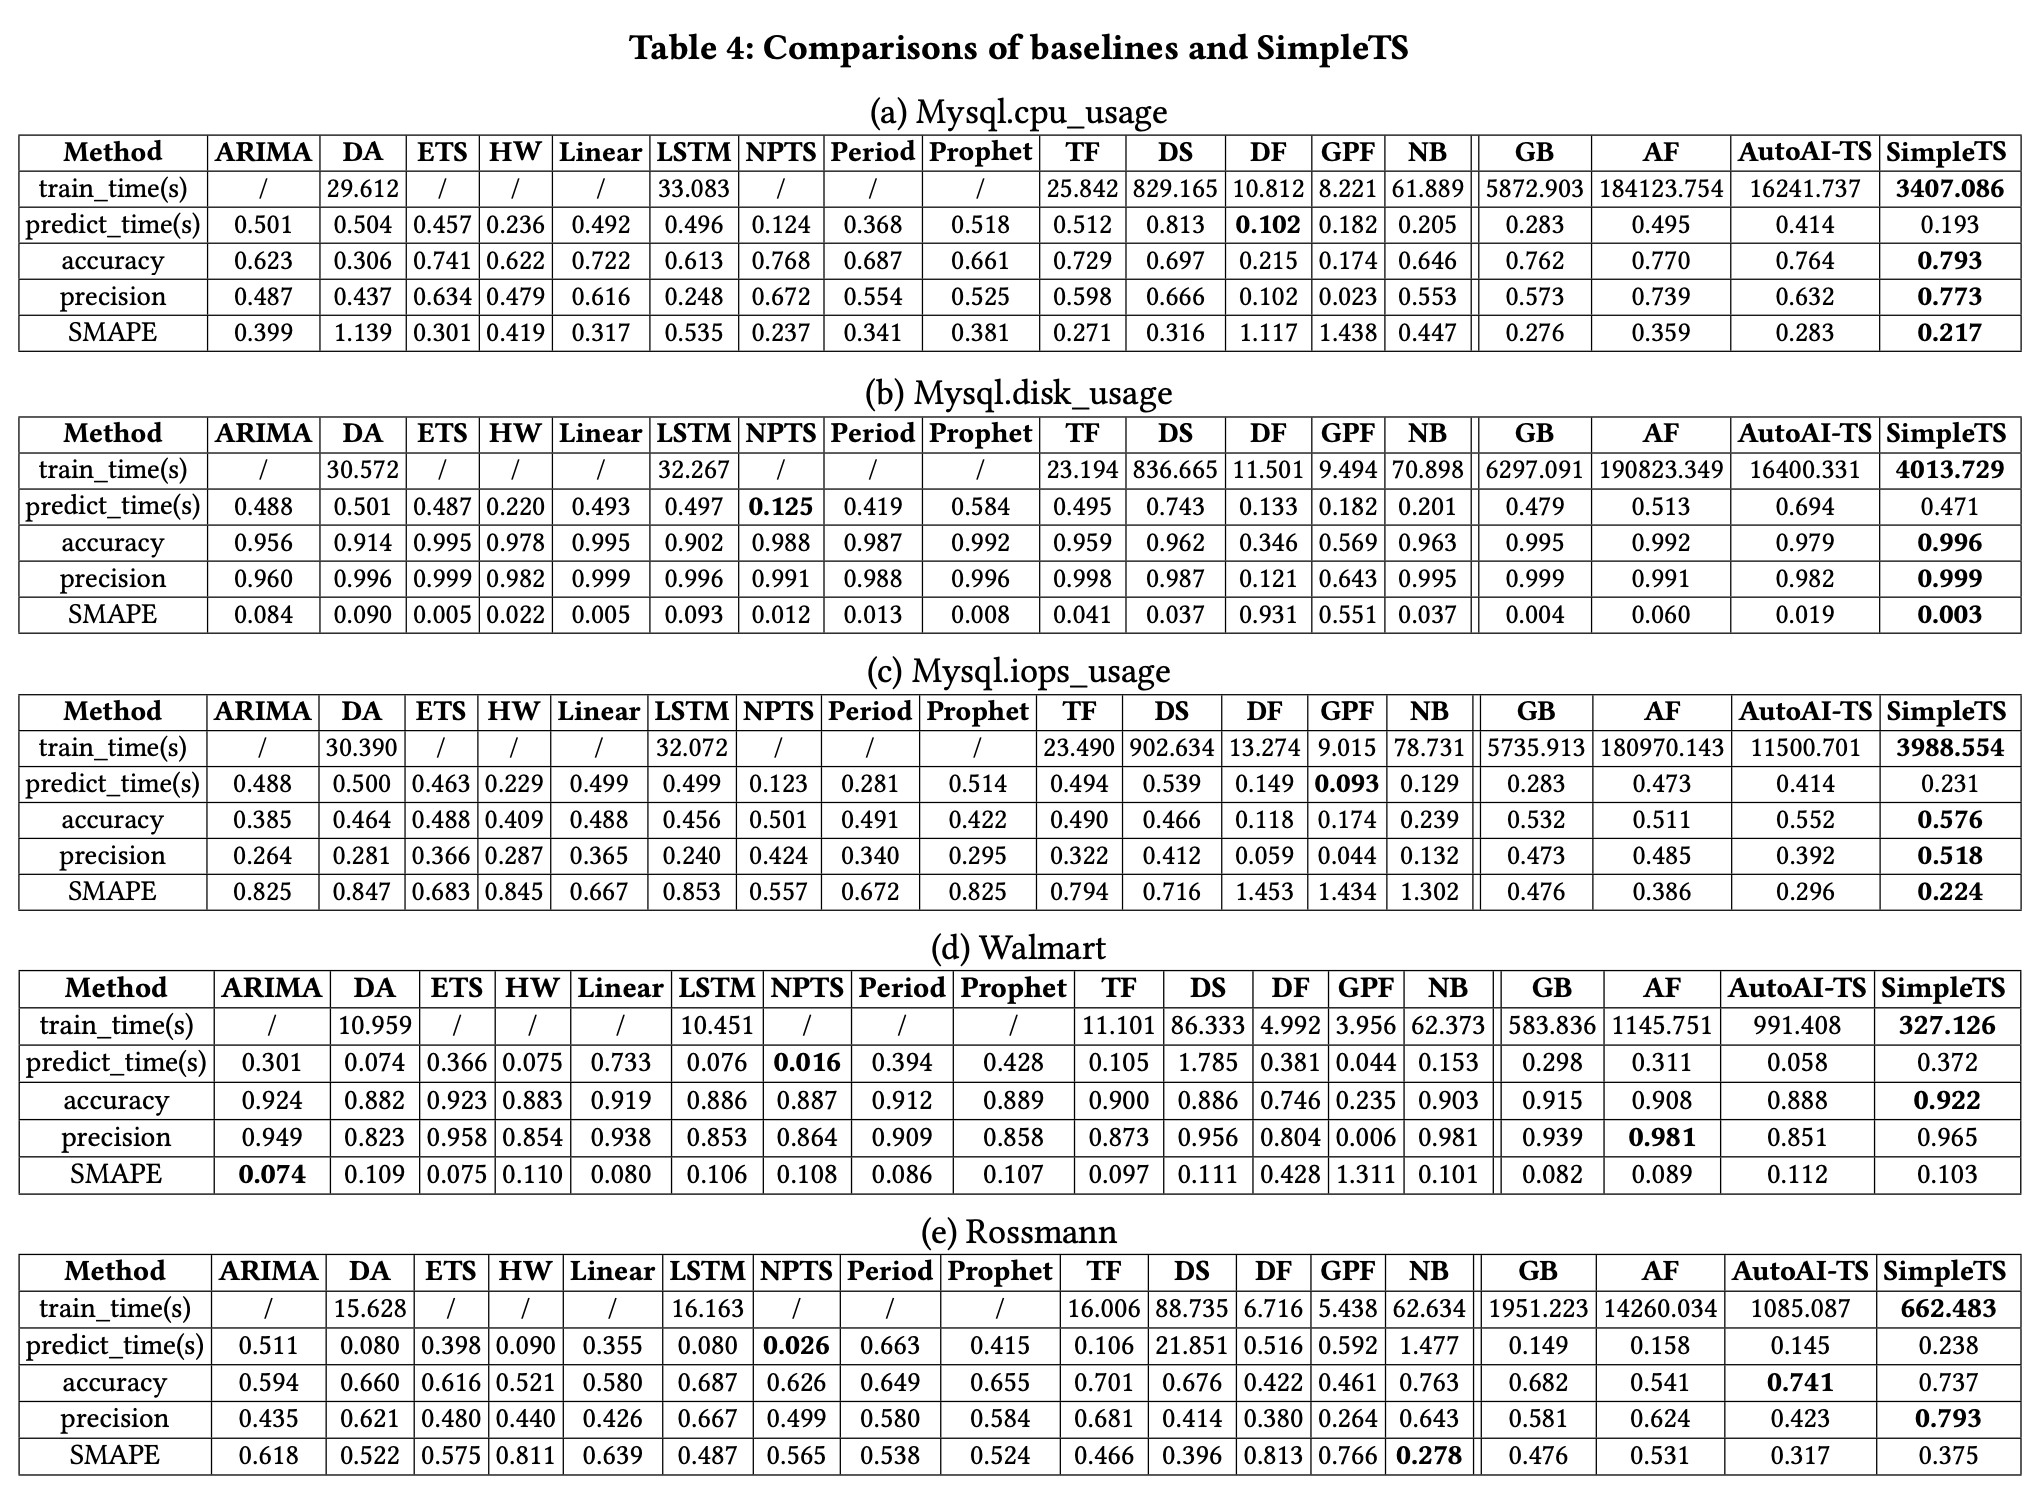 Table 4: Comparisons of baselines and SimpleTS
(a) Mysql.cpu_usage
Method ARIMA DA ETS HW Linear LSTM NPTS Period Prophet TF DS DF GPF NB GB AF AutoAI-TS SimpleTS
train_time(s) / 29.612 / / / 33.083 / / / 25.842 829.165 10.812 8.221 61.889 5872.903 184123.754 16241.737 3407.086
predict_time(s) 0.501 0.504 0.457 0.236 0.492 0.496 0.124 0.368 0.518 0.512 0.813 0.102 0.182 0.205 0.283 0.495 0.414 0.193
accuracy 0.623 0.306 0.741 0.622 0.722 0.613 0.768 0.687 0.661 0.729 0.697 0.215 0.174 0.646 0.762 0.770 0.764 0.793
precision 0.487 0.437 0.634 0.479 0.616 0.248 0.672 0.554 0.525 0.598 0.666 0.102 0.023 0.553 0.573 0.739 0.632 0.773
SMAPE 0.399 1.139 0.301 0.419 0.317 0.535 0.237 0.341 0.381 0.271 0.316 1.117 1.438 0.447 0.276 0.359 0.283 0.217
(b) Mysql.disk_usage
Method ARIMA DA ETS HW Linear LSTM NPTS Period Prophet TF DS DF GPF NB GB AF AutoAI-TS SimpleTS
train_time(s) / 30.572 / / / 32.267 / / / 23.194 836.665 11.501 9.494 70.898 6297.091 190823.349 16400.331 4013.729
predict_time(s) 0.488 0.501 0.487 0.220 0.493 0.497 0.125 0.419 0.584 0.495 0.743 0.133 0.182 0.201 0.479 0.513 0.694 0.471
accuracy 0.956 0.914 0.995 0.978 0.995 0.902 0.988 0.987 0.992 0.959 0.962 0.346 0.569 0.963 0.995 0.992 0.979 0.996
precision 0.960 0.996 0.999 0.982 0.999 0.996 0.991 0.988 0.996 0.998 0.987 0.121 0.643 0.995 0.999 0.991 0.982 0.999
SMAPE 0.084 0.090 0.005 0.022 0.005 0.093 0.012 0.013 0.008 0.041 0.037 0.931 0.551 0.037 0.004 0.060 0.019 0.003
(c) Mysql.iops_usage
Method ARIMA DA ETS HW Linear LSTM NPTS Period Prophet TF DS DF GPF NB GB AF AutoAI-TS SimpleTS
train_time(s) / 30.390 / / / 32.072 / / / 23.490 902.634 13.274 9.015 78.731 5735.913 180970.143 11500.701 3988.554
predict_time(s) 0.488 0.500 0.463 0.229 0.499 0.499 0.123 0.281 0.514 0.494 0.539 0.149 0.093 0.129 0.283 0.473 0.414 0.231
accuracy 0.385 0.464 0.488 0.409 0.488 0.456 0.501 0.491 0.422 0.490 0.466 0.118 0.174 0.239 0.532 0.511 0.552 0.576
precision 0.264 0.281 0.366 0.287 0.365 0.240 0.424 0.340 0.295 0.322 0.412 0.059 0.044 0.132 0.473 0.485 0.392 0.518
SMAPE 0.825 0.847 0.683 0.845 0.667 0.853 0.557 0.672 0.825 0.794 0.716 1.453 1.434 1.302 0.476 0.386 0.296 0.224
(d) Walmart
Method ARIMA DA ETS HW Linear LSTM NPTS Period Prophet TF DS DF GPF NB GB AF AutoAI-TS SimpleTS
train_time(s) / 10.959 / / / 10.451 / / / 11.101 86.333 4.992 3.956 62.373 583.836 1145.751 991.408 327.126
predict_time(s) 0.301 0.074 0.366 0.075 0.733 0.076 0.016 0.394 0.428 0.105 1.785 0.381 0.044 0.153 0.298 0.311 0.058 0.372
accuracy 0.924 0.882 0.923 0.883 0.919 0.886 0.887 0.912 0.889 0.900 0.886 0.746 0.235 0.903 0.915 0.908 0.888 0.922
precision 0.949 0.823 0.958 0.854 0.938 0.853 0.864 0.909 0.858 0.873 0.956 0.804 0.006 0.981 0.939 0.981 0.851 0.965
SMAPE 0.074 0.109 0.075 0.110 0.080 0.106 0.108 0.086 0.107 0.097 0.111 0.428 1.311 0.101 0.082 0.089 0.112 0.103
(e) Rossmann
Method ARIMA DA ETS HW Linear LSTM NPTS Period Prophet TF DS DF GPF NB GB AF AutoAI-TS SimpleTS
train_time(s) / 15.628 / / / 16.163 / / / 16.006 88.735 6.716 5.438 62.634 1951.223 14260.034 1085.087 662.483
predict_time(s) 0.511 0.080 0.398 0.090 0.355 0.080 0.026 0.663 0.415 0.106 21.851 0.516 0.592 1.477 0.149 0.158 0.145 0.238
accuracy 0.594 0.660 0.616 0.521 0.580 0.687 0.626 0.649 0.655 0.701 0.676 0.422 0.461 0.763 0.682 0.541 0.741 0.737
precision 0.435 0.621 0.480 0.440 0.426 0.667 0.499 0.580 0.584 0.681 0.414 0.380 0.264 0.643 0.581 0.624 0.423 0.793
SMAPE 0.618 0.522 0.575 0.811 0.639 0.487 0.565 0.538 0.524 0.466 0.396 0.813 0.766 0.278 0.476 0.531 0.317 0.375